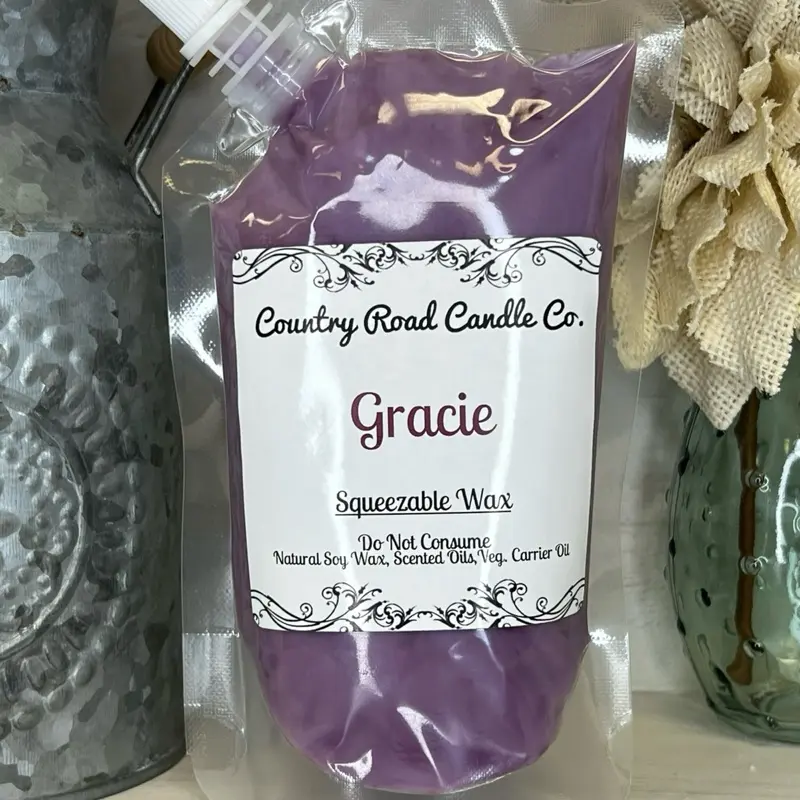 Country Road Candle Co.
Gracie
Squeezable Wax
Do Not Consume
Natural Soy Wax, Scented Oils,Veg. Carrier Oil